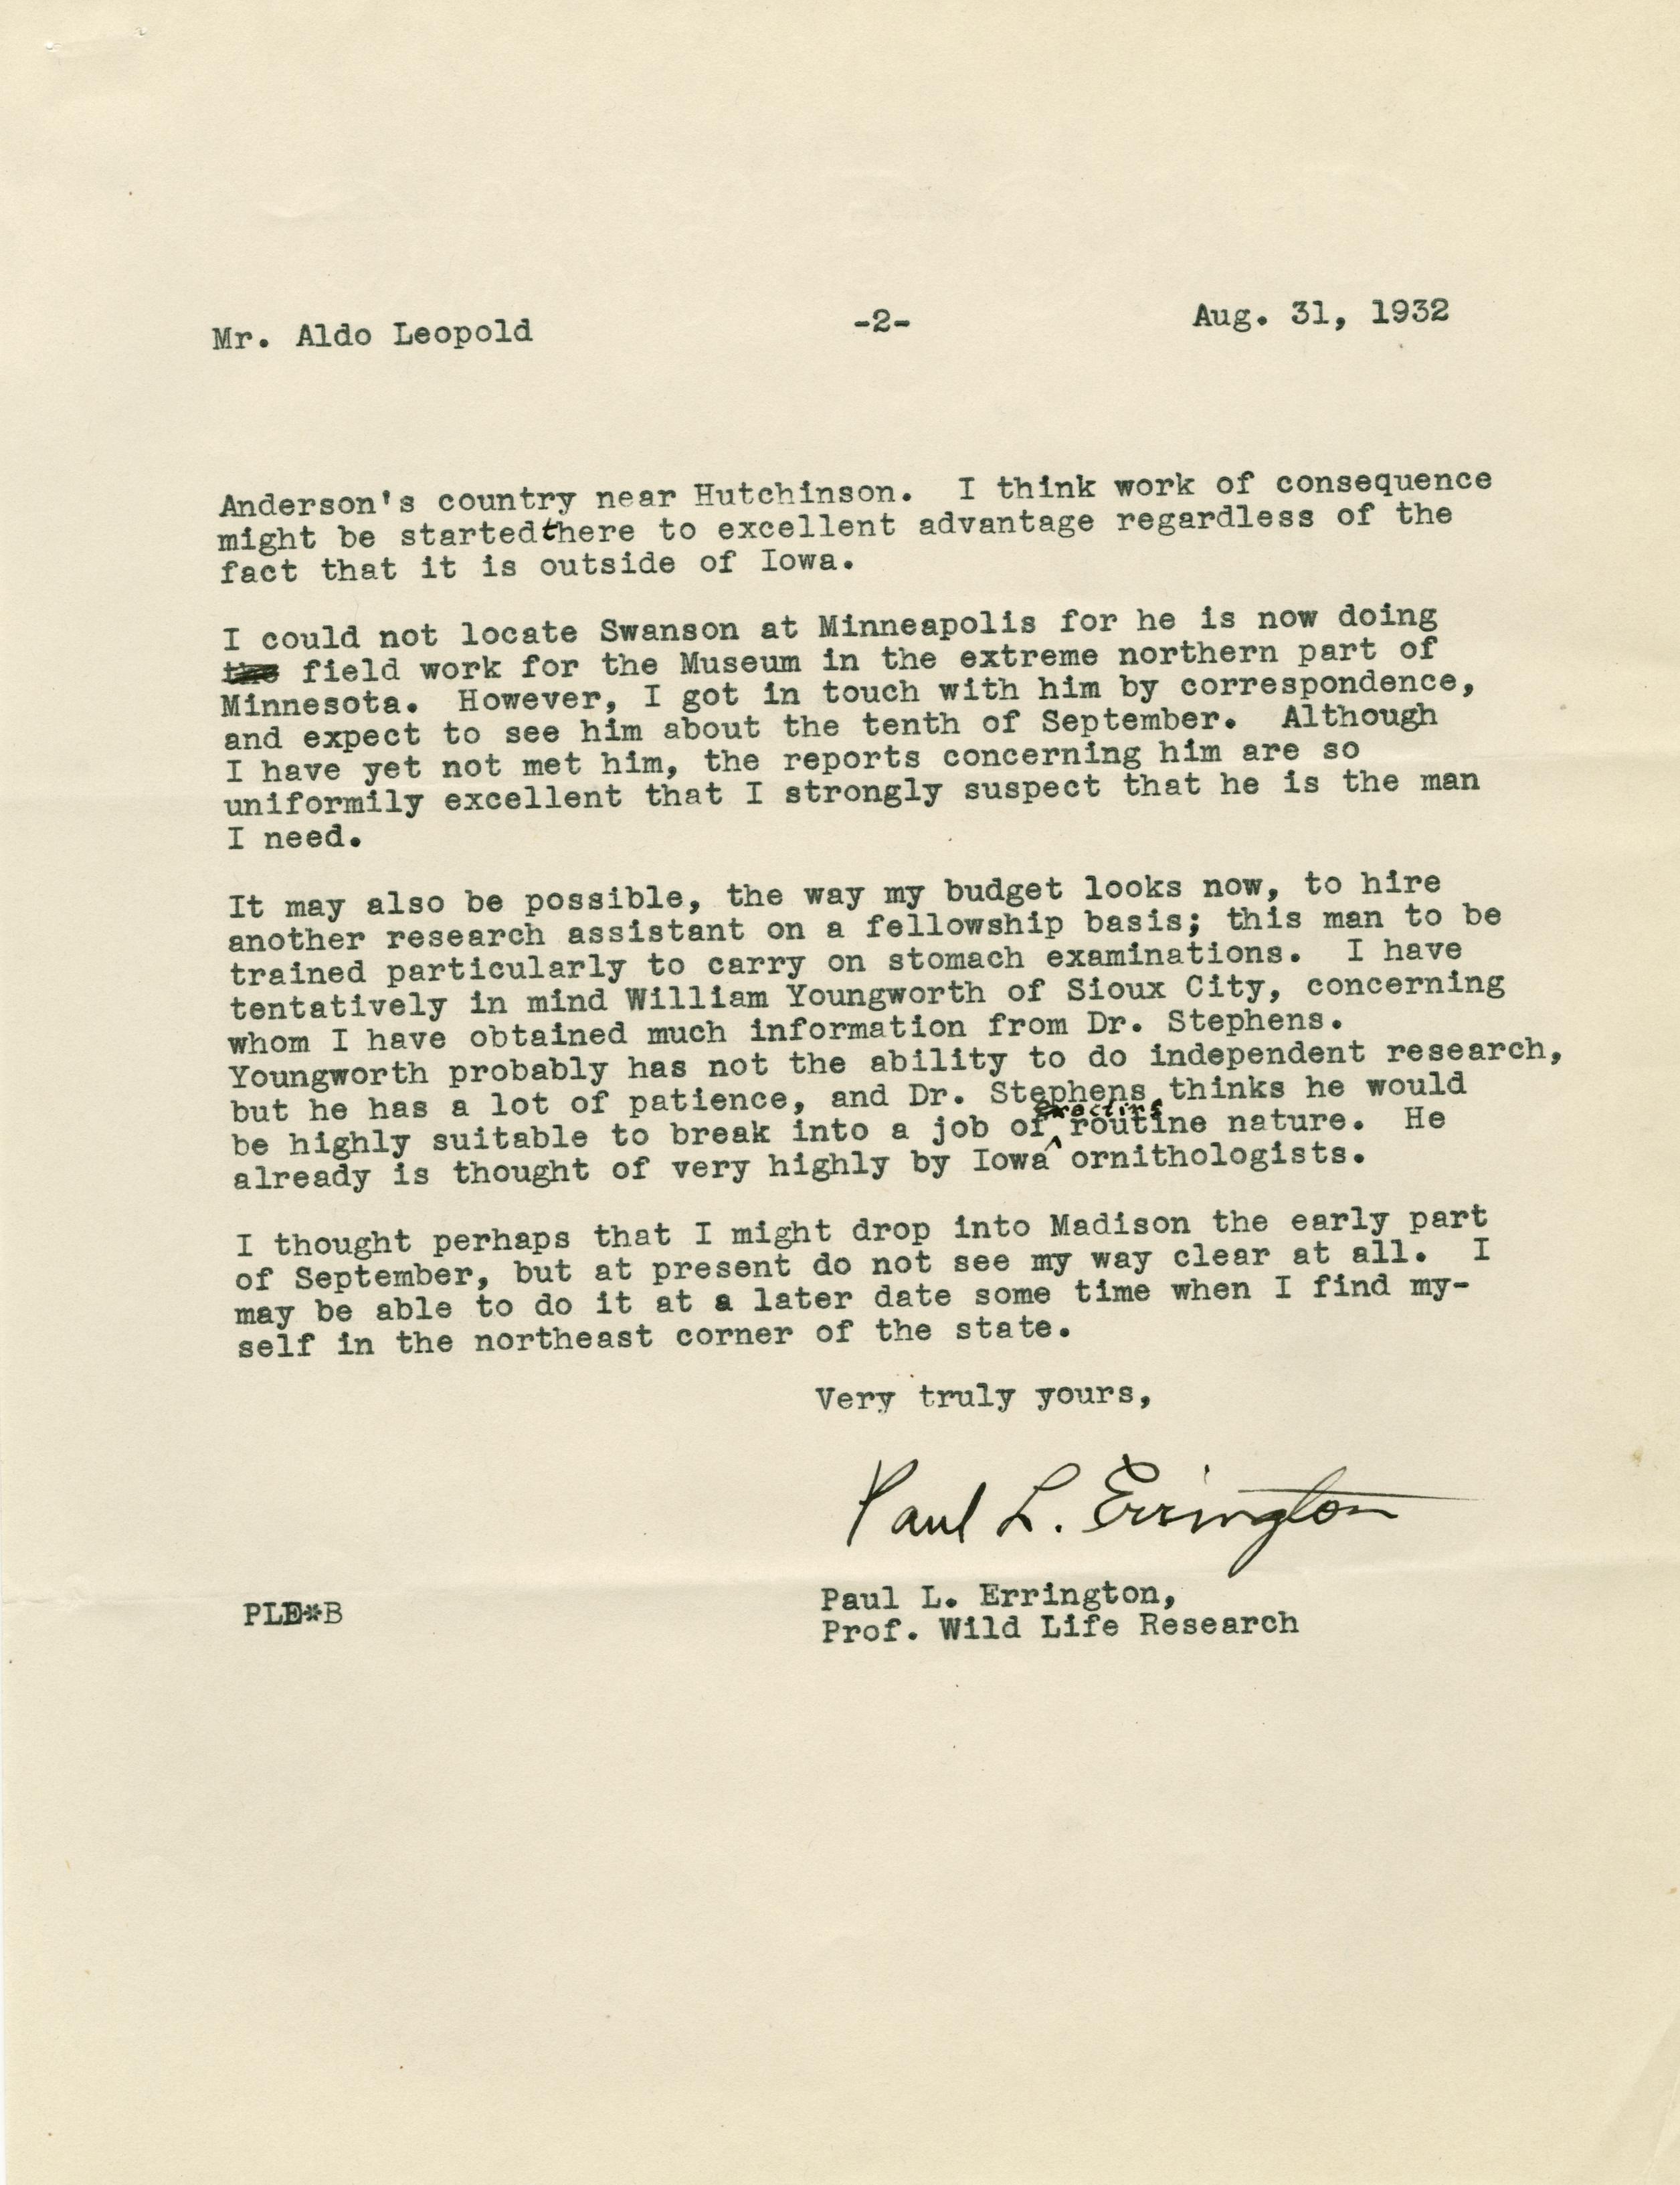 Mr. Aldo Leopold -2- Aug. 31, 1932
Anderson's country near Hutchinson. I think work of consequence
might be started there to excellent advantage regardless of the
fact that it is outside of Iowa.
I could not locate Swanson at Minneapolis for he is now doing
the field work for the Museum in the extreme northern part of
Minnesota. However, I got in touch with him by correspondence,
and expect to see him about the tenth of September. Although
I have yet not met him, the reports concerning him are so
uniformily excellent that I strongly suspect that he is the man
I need.
It may also be possible, the way my budget looks now, to hire
another research assistant on a fellowship basis; this man to be
trained particularly to carry on stomach examinations. I have
tentatively in mind William Youngworth of Sioux City, concerning
whom I have obtained much information from Dr. Stephens.
Youngworth probably has not the ability to do independent research,
but he has a lot of patience, and Dr. Stephens thinks he would
be highly suitable to break into a job of exacting routine nature. He
already is thought of very highly by Iowa ornithologists.
I thought perhaps that I might drop into Madison the early part
of September, but at present do not see my way clear at all. I
may be able to do it at a later date some time when I find my-
self in the northeast corner of the state.
Very truly yours,
Paul L. Errington
Paul L. Errington,
PLE*B Prof. Wild Life Research